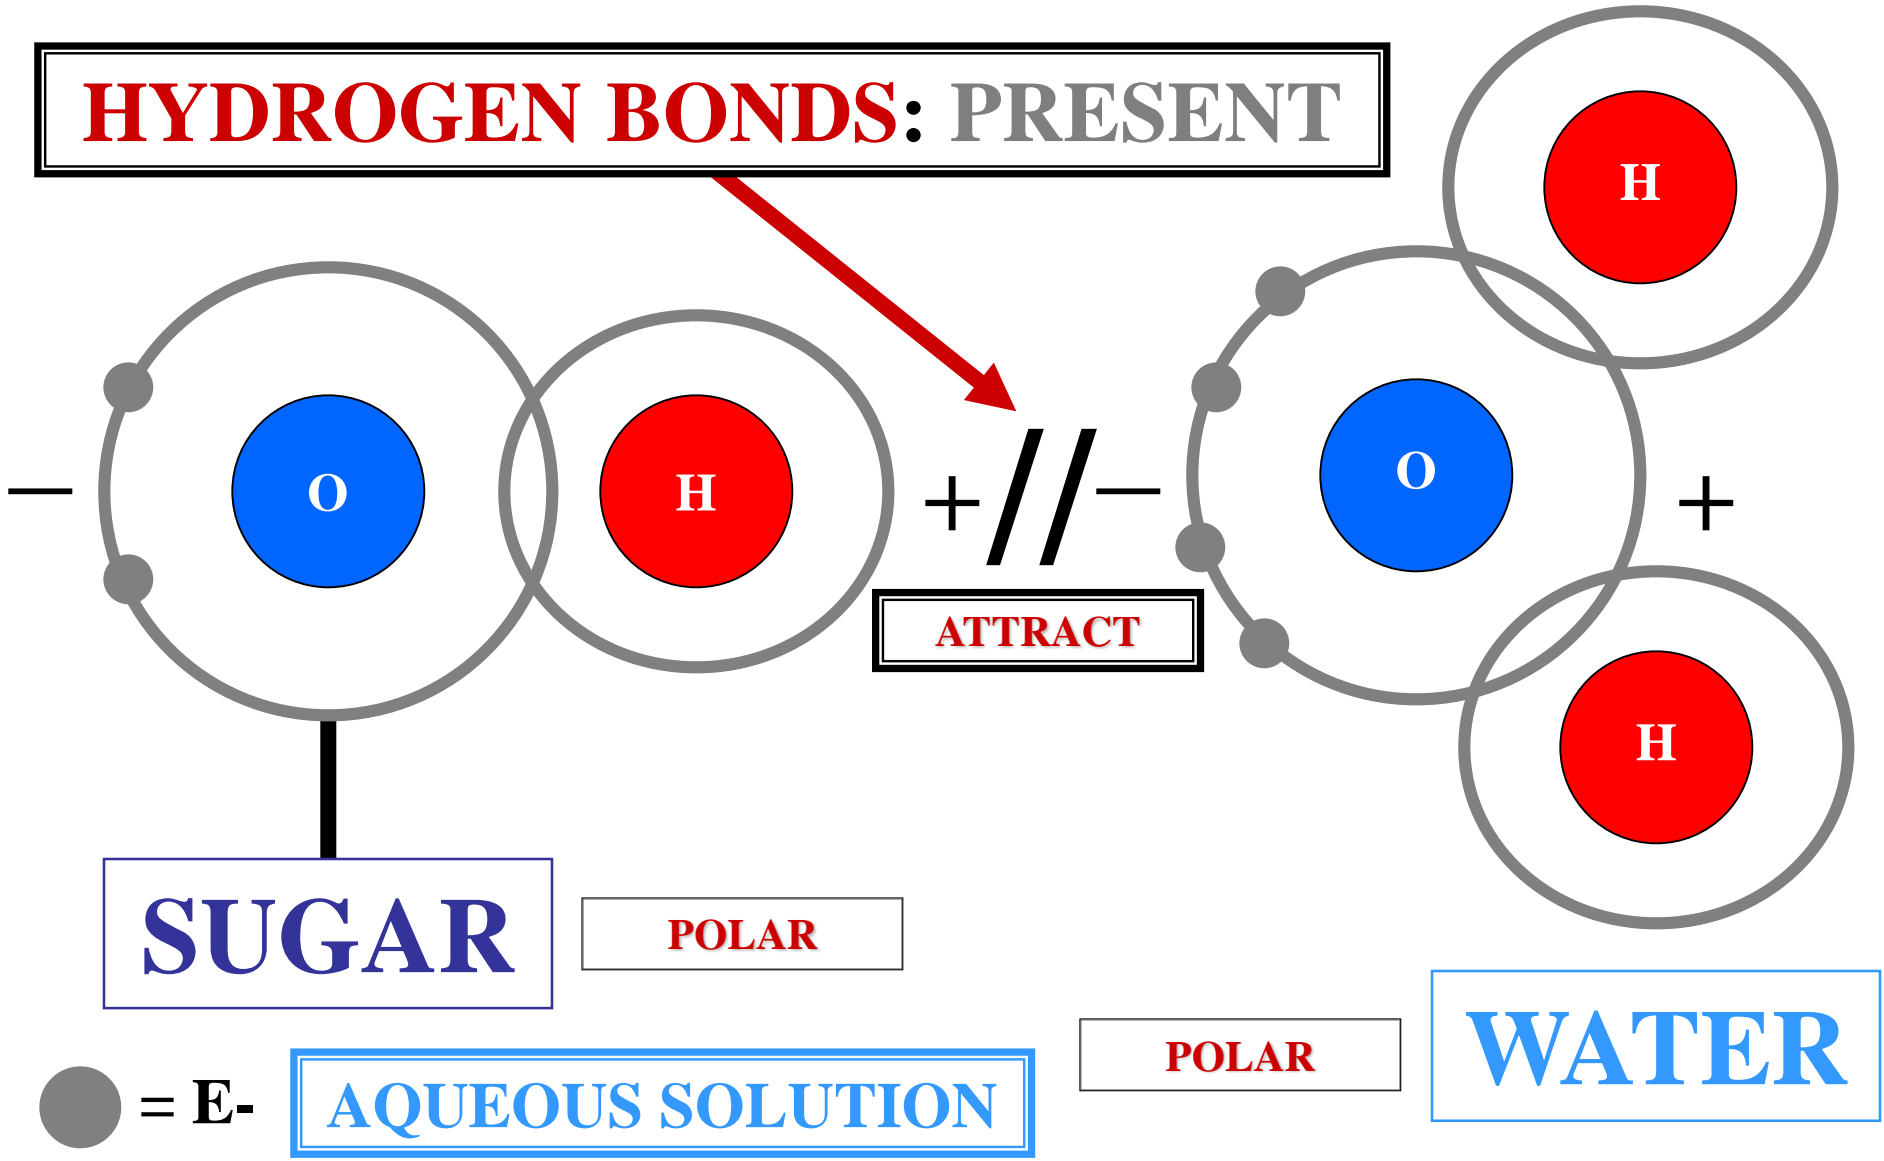 HYDROGEN BONDS: PRESENT
H
O
H
O
– + // – +
ATTRACT
H
SUGAR
POLAR
WATER
POLAR
= E-
AQUEOUS SOLUTION